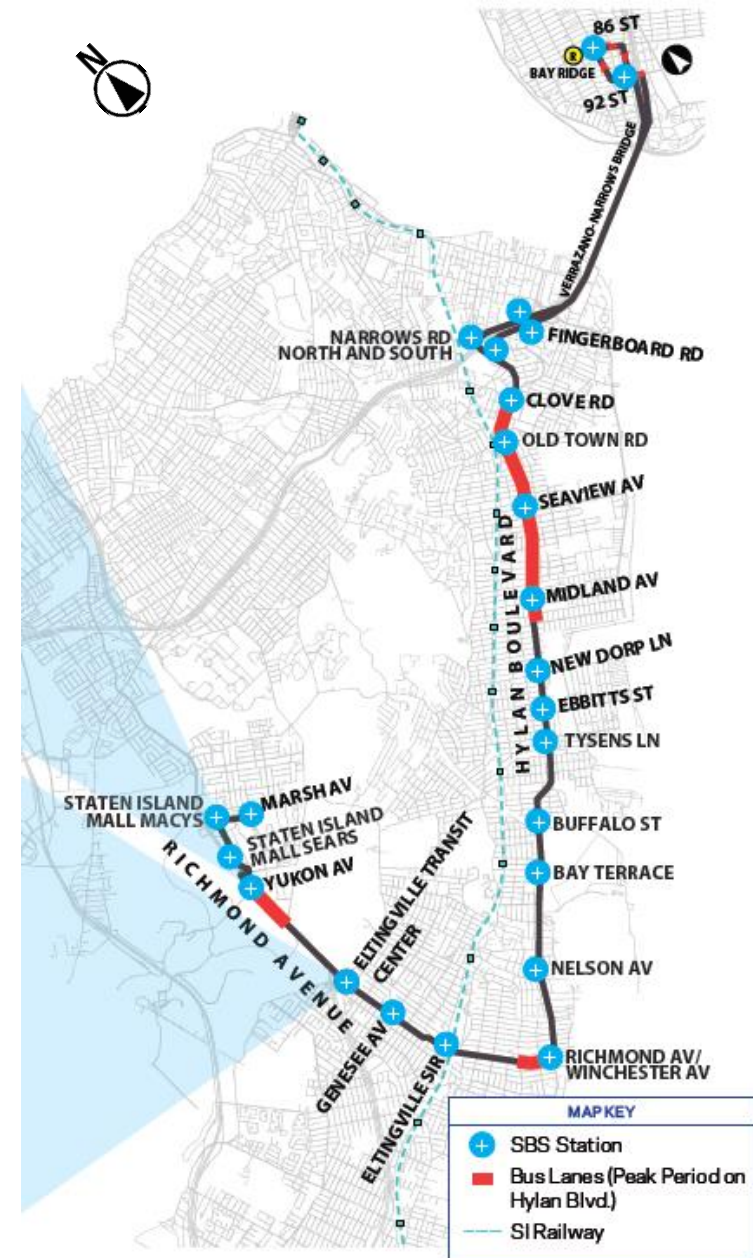 N
86 ST
R
BAY RIDGE
92 ST
VERRAZANO-NARROWS BRIDGE
NARROWS RD
NORTH AND SOUTH
FINGERBOARD RD
CLOVE RD
OLD TOWN RD
SEAVIEW AV
HYLAN BOULEVARD
MIDLAND AV
NEW DORP LN
EBBITTS ST
TYSENS LN
STATEN ISLAND
MALL MACYS
MARSH AV
STATEN ISLAND
MALL SEARS
YUKON AV
BUFFALO ST
BAY TERRACE
RICHMOND AVENUE
ELTINGVILLE TRANSIT
CENTER
NELSON AV
GENESEE AV
ELTINGVILLE SIR
RICHMOND AV/
WINCHESTER AV
MAP KEY
SBS Station
Bus Lanes (Peak Period on
Hylan Blvd.)
SI Railway